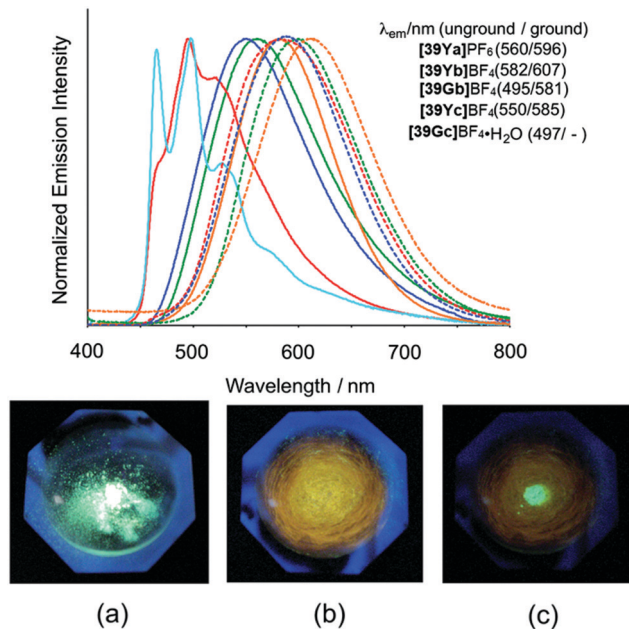 Normalized Emission Intensity
λem/nm (unground / ground)
[39Ya]PF6 (560/596)
[39Yb]BF4 (582/607)
[39Gb]BF4(495/581)
[39Yc]BF4(550/585)
[39Gc]BF4•H2O (497/ - )
400 500 600 700 800
Wavelength / nm
(a) (b) (c)